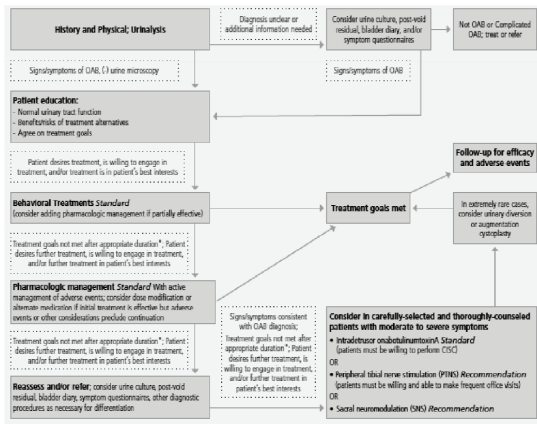 History and Physical; Urinalysis
Diagnosis unclear or
additional information needed
Consider urine culture, post-void
residual, bladder diary, and/or
symptom questionnaires
Not OAB or Complicated
OAB; treat or refer
Signs/symptoms of OAB, (-) urine microscopy
Signs/symptoms of OAB
Patient education:
- Normal urinary tract function
- Benefits/risks of treatment alternatives
- Agree on treatment goals
Patient desires treatment, is willing to engage in
treatment, and/or treatment is in patient's best interests
Follow-up for efficacy
and adverse events
Behavioral Treatments Standard
(consider adding pharmacologic management if partially effective)
Treatment goals met
In extremely rare cases,
consider urinary diversion
or augmentation
cystoplasty
Treatment goals not met after appropriate duration*; Patient
desires further treatment, is willing to engage in treatment,
and/or further treatment in patient's best interests
Pharmacologic management Standard With active
management of adverse events; consider dose modification or
alternate medication if initial treatment is effective but adverse
events or other considerations preclude continuation
Signs/symptoms consistent
with OAB diagnosis;
Treatment goals not met after
appropriate duration*; Patient
desires further treatment, is
willing to engage in treatment,
and/or further treatment in
patient's best interests
Consider in carefully-selected and thoroughly-counseled
patients with moderate to severe symptoms
• Intradetrusor onabotulinumtoxinA Standard
(patients must be willing to perform CISC)
OR
• Peripheral tibial nerve stimulation (PTNS) Recommendation
(patients must be willing and able to make frequent office visits)
OR
• Sacral neuromodulation (SNS) Recommendation
Treatment goals not met after appropriate duration*; Patient
desires further treatment, is willing to engage in treatment,
and/or further treatment in patient's best interests
Reassess and/or refer; consider urine culture, post-void
residual, bladder diary, symptom questionnaires, other diagnostic
procedures as necessary for differentiation